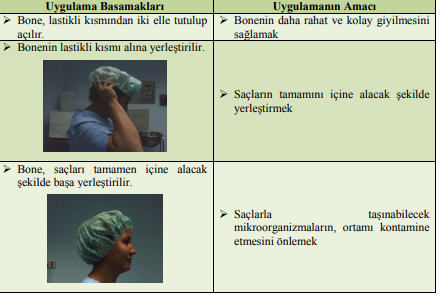 Uygulama Basamakları
Uygulamanın Amacı
➢ Bone, lastikli kısmından iki elle tutulup
açılır.
➢ Bonenin daha rahat ve kolay giyilmesini
sağlamak
➢ Bonenin lastikli kısmı alına yerleştirilir.
➢ Saçların tamamını içine alacak şekilde
yerleştirmek
➢ Bone, saçları tamamen içine alacak
şekilde başa yerleştirilir.
➢ Saçlarla taşınabilecek
mikroorganizmaların, ortamı kontamine
etmesini önlemek